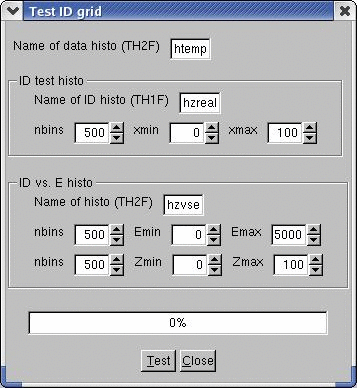 Test ID grid
Name of data histo (TH2F) htemp
ID test histo
Name of ID histo (TH1F) hzreal
nbins 500 xmin 0 xmax 100
ID vs. E histo
Name of histo (TH2F) hzvse
nbins 500 Emin 0 Emax 5000
nbins 500 Zmin 0 Zmax 100
0%
Test Close